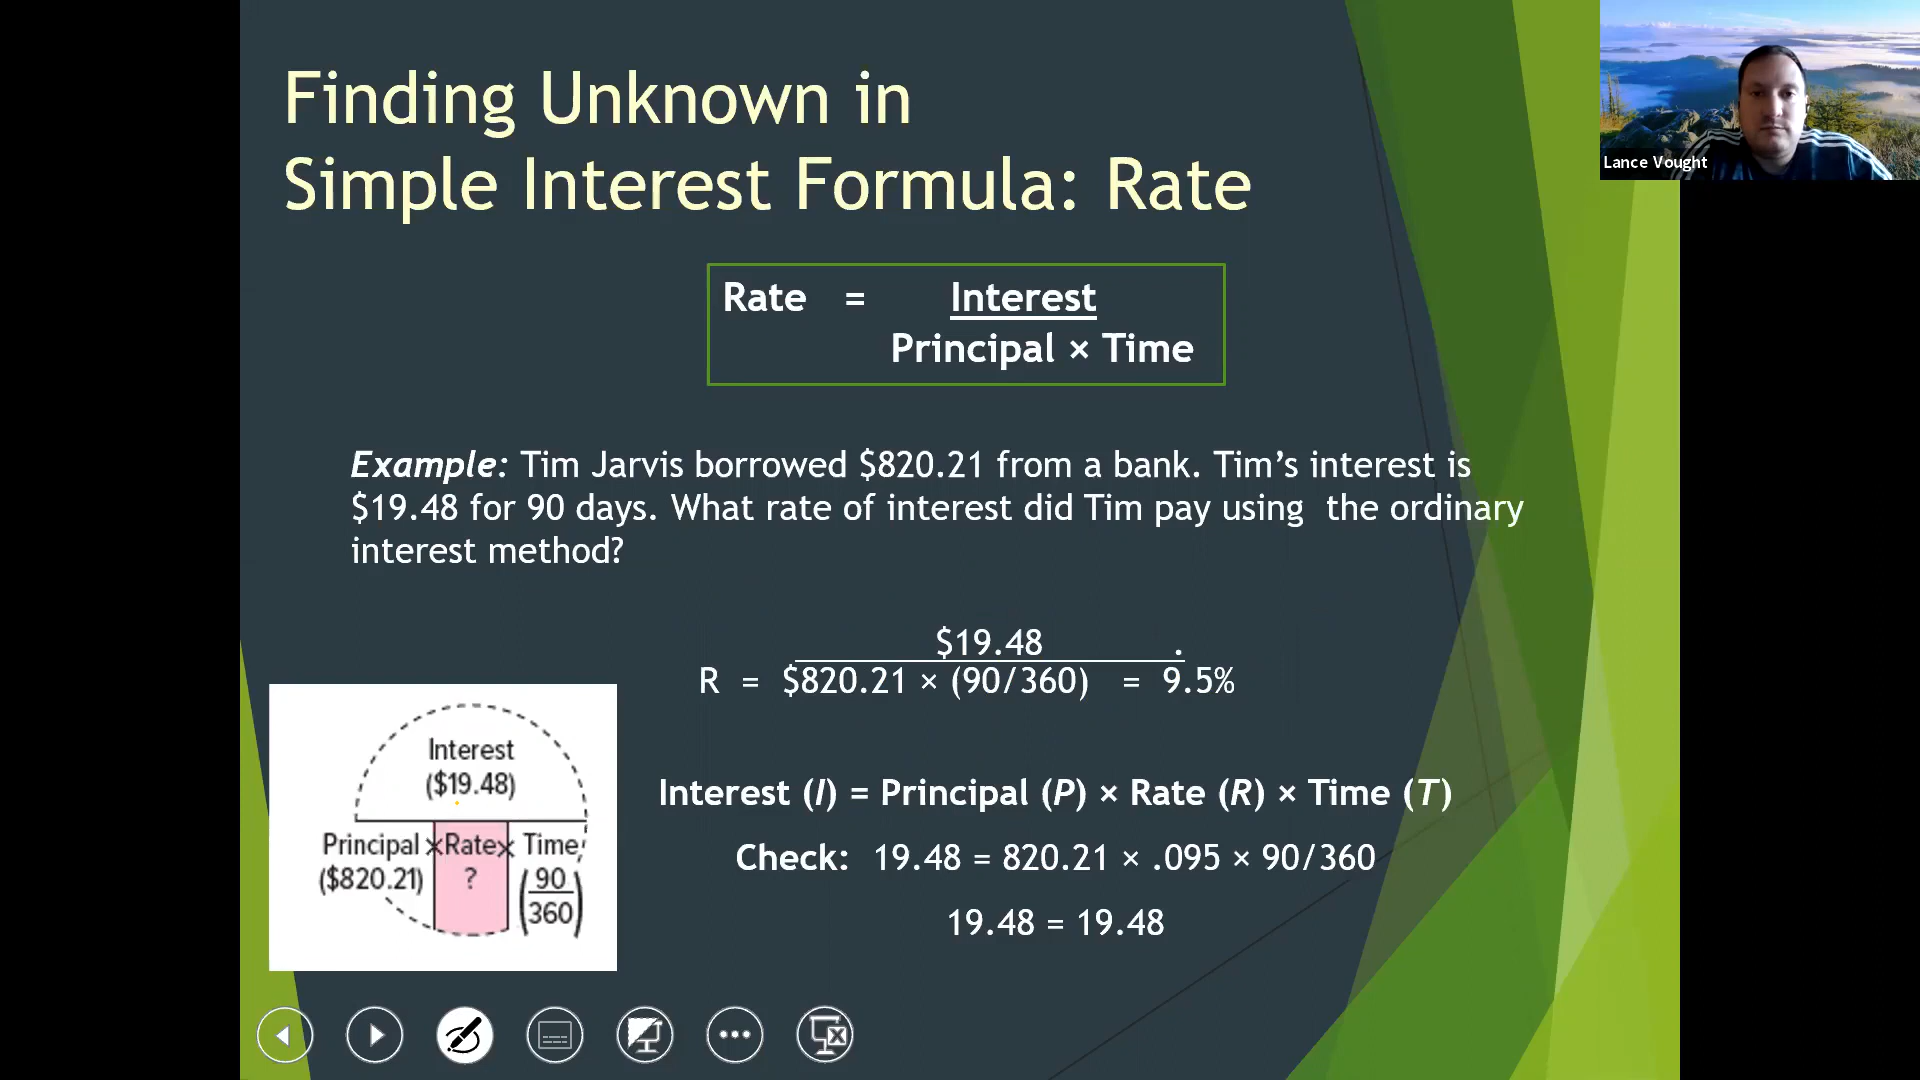 Finding Unknown in
Simple Interest Formula: Rate
Lance Vought
Rate = Interest
Principal × Time
Example: Tim Jarvis borrowed $820.21 from a bank. Tim’s interest is
$19.48 for 90 days. What rate of interest did Tim pay using the ordinary
interest method?
$19.48 .
R = $820.21 × (90/360) = 9.5%
Interest
($19.48)
Principal × Rate × Time
($820.21) ? (90/360)
Interest (I) = Principal (P) × Rate (R) × Time (T)
Check: 19.48 = 820.21 × .095 × 90/360
19.48 = 19.48